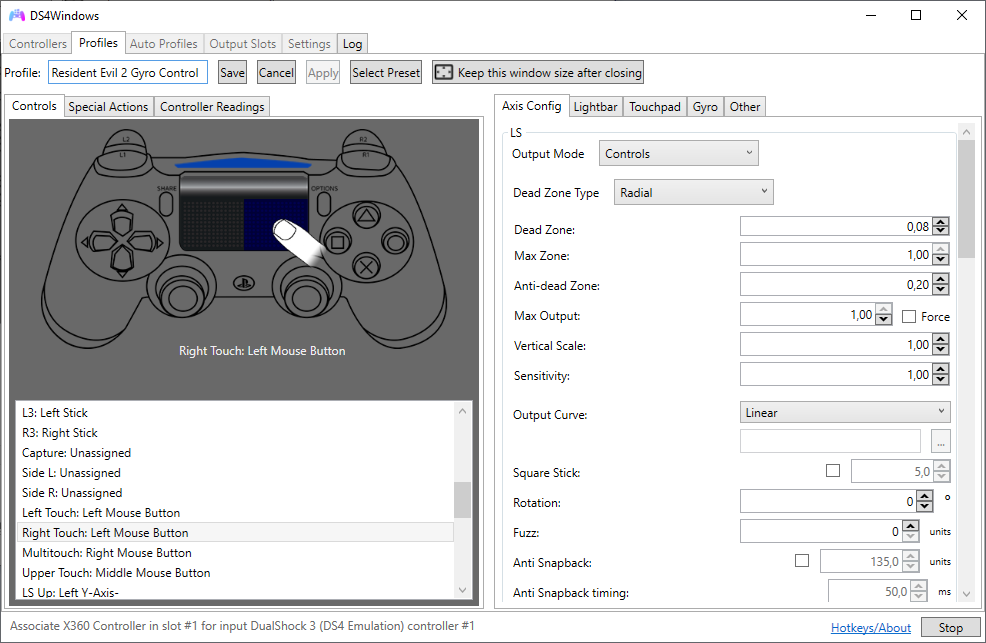 DS4Windows
Controllers Profiles Auto Profiles Output Slots Settings Log
Profile: Resident Evil 2 Gyro Control Save Cancel Apply Select Preset Keep this window size after closing
Controls Special Actions Controller Readings
L2 R2
L1 R1
SHARE OPTIONS
Right Touch: Left Mouse Button
L3: Left Stick
R3: Right Stick
Capture: Unassigned
Side L: Unassigned
Side R: Unassigned
Left Touch: Left Mouse Button
Right Touch: Left Mouse Button
Multitouch: Right Mouse Button
Upper Touch: Middle Mouse Button
LS Up: Left Y-Axis-
Axis Config Lightbar Touchpad Gyro Other
LS
Output Mode Controls
Dead Zone Type Radial
Dead Zone: 0,08
Max Zone: 1,00
Anti-dead Zone: 0,20
Max Output: 1,00 Force
Vertical Scale: 1,00
Sensitivity: 1,00
Output Curve: Linear
...
Square Stick: 5,0
Rotation: 0 °
Fuzz: 0 units
Anti Snapback: 135,0 units
Anti Snapback timing: 50,0 ms
Associate X360 Controller in slot #1 for input DualShock 3 (DS4 Emulation) controller #1 Hotkeys/About Stop